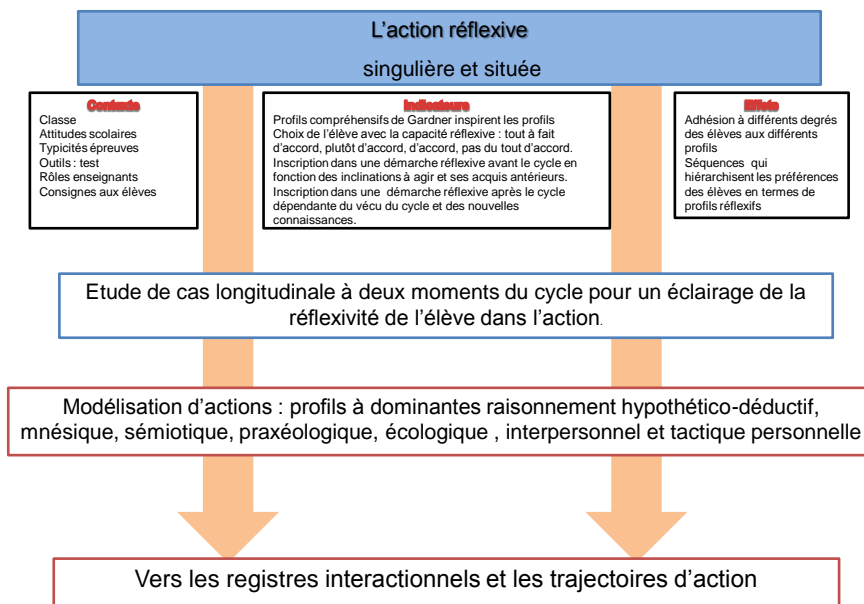 L'action réflexive
singulière et située
Contexte
Classe
Attitudes scolaires
Typicités épreuves
Outils : test
Rôles enseignants
Consignes aux élèves
Indicateurs
Profils compréhensifs de Gardner inspirent les profils
Choix de l'élève avec la capacité réflexive : tout à fait
d'accord, plutôt d'accord, d'accord, pas du tout d'accord.
Inscription dans une démarche réflexive avant le cycle en
fonction des inclinations à agir et ses acquis antérieurs.
Inscription dans une démarche réflexive après le cycle
dépendante du vécu du cycle et des nouvelles
connaissances.
Effets
Adhésion à différents degrés
des élèves aux différents
profils
Séquences qui
hiérarchisent les préférences
des élèves en termes de
profils réflexifs
Etude de cas longitudinale à deux moments du cycle pour un éclairage de la
réflexivité de l'élève dans l'action.
Modélisation d'actions : profils à dominantes raisonnement hypothético-déductif,
mnésique, sémiotique, praxéologique, écologique , interpersonnel et tactique personnelle
Vers les registres interactionnels et les trajectoires d'action